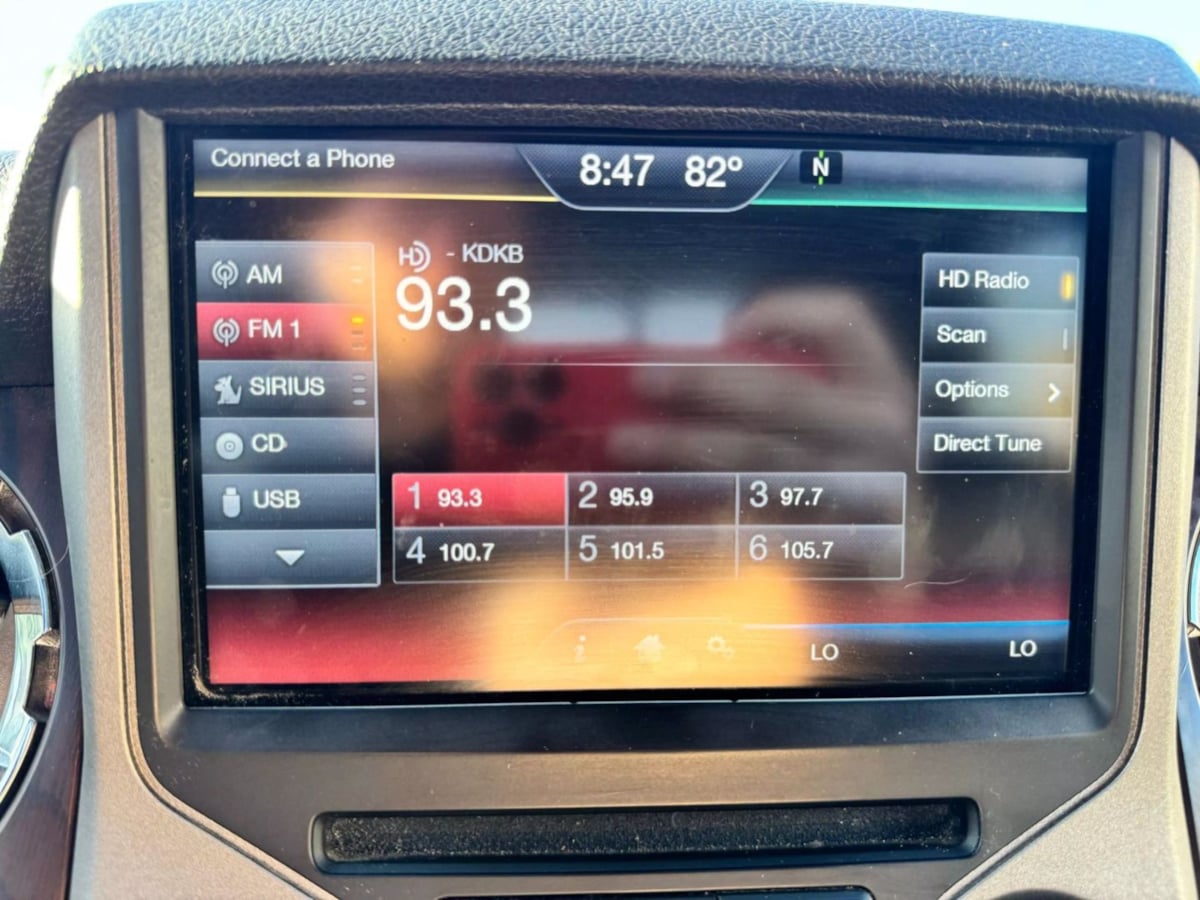 Connect a Phone
8:47 82° N
AM
FM 1
SIRIUS
CD
USB
HD - KDKB
93.3
HD Radio
Scan
Options
Direct Tune
1 93.3 2 95.9 3 97.7
4 100.7 5 101.5 6 105.7
i LO LO